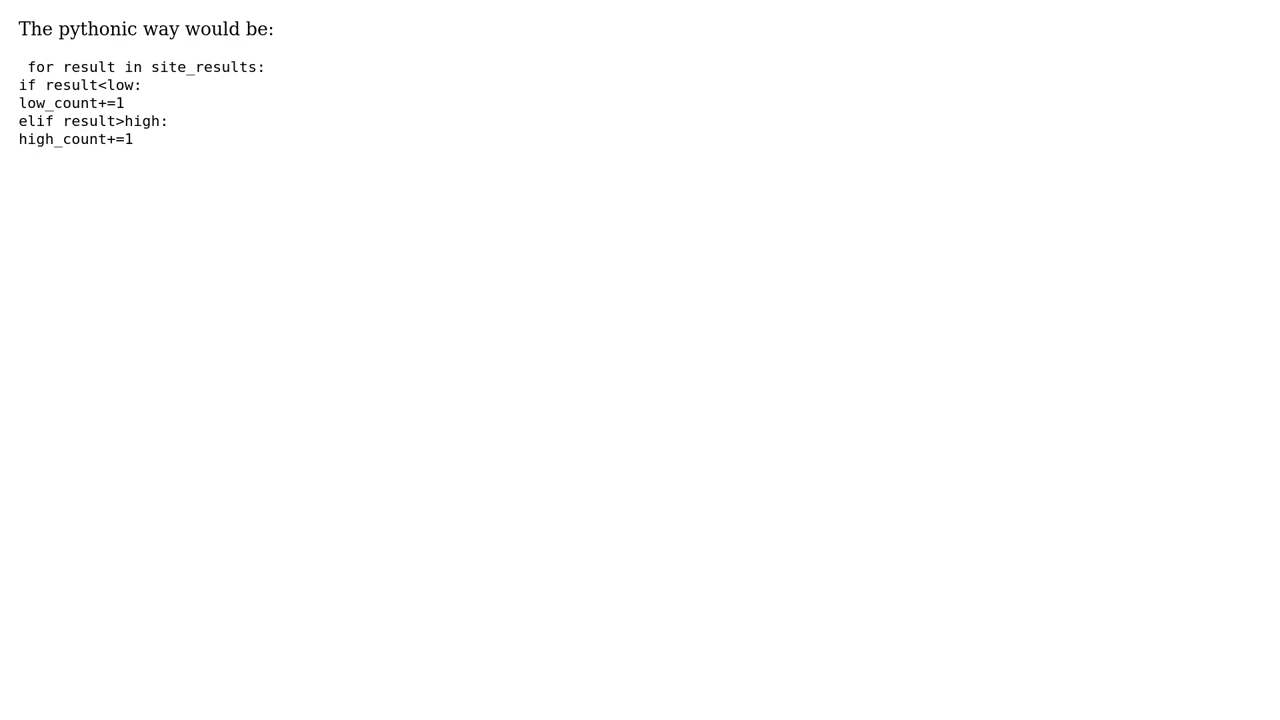 The pythonic way would be:
 for result in site_results:
if result<low:
low_count+=1
elif result>high:
high_count+=1